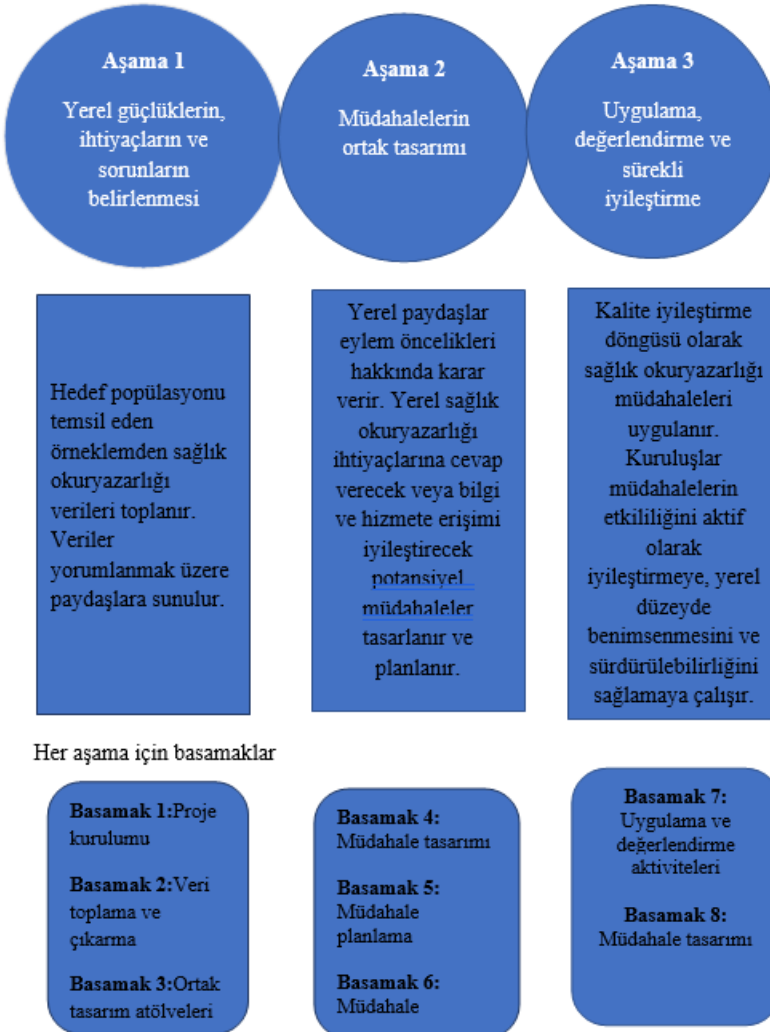 Aşama 1
Yerel güçlüklerin,
ihtiyaçların ve
sorunların
belirlenmesi
Aşama 2
Müdahalelerin
ortak tasarımı
Aşama 3
Uygulama,
değerlendirme ve
sürekli
iyileştirme
Hedef popülasyonu
temsil eden
örneklemden sağlık
okuryazarlığı
verileri toplanır.
Veriler
yorumlanmak üzere
paydaşlara sunulur.
Yerel paydaşlar
eylem öncelikleri
hakkında karar
verir. Yerel sağlık
okuryazarlığı
ihtiyaçlarına cevap
verecek veya bilgi
ve hizmete erişimi
iyileştirecek
potansiyel
müdahaleler
tasarlanır ve
planlanır.
Kalite iyileştirme
döngüsü olarak
sağlık okuryazarlığı
müdahaleleri
uygulanır.
Kuruluşlar
müdahalelerin
etkililiğini aktif
olarak
iyileştirmeye, yerel
düzeyde
benimsenmesini ve
sürdürülebilirliğini
sağlamaya çalışır.
Her aşama için basamaklar
Basamak 1:Proje
kurulumu
Basamak 2:Veri
toplama ve
çıkarma
Basamak 3:Ortak
tasarım atölveleri
Basamak 4:
Müdahale tasarımı
Basamak 5:
Müdahale
planlama
Basamak 6:
Müdahale
Basamak 7:
Uygulama ve
değerlendirme
aktiviteleri
Basamak 8:
Müdahale tasarımı